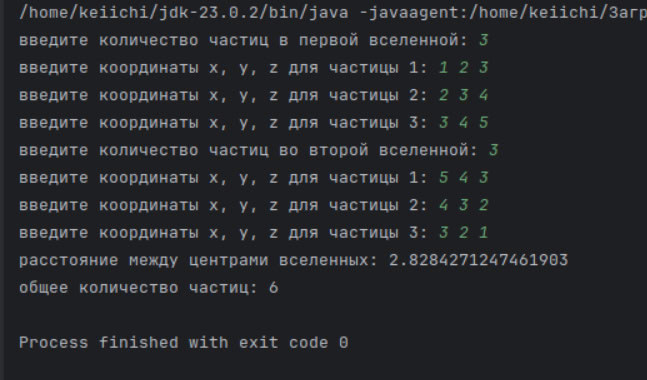 /home/keiichi/jdk-23.0.2/bin/java -javaagent:/home/keiichi/Загр
введите количество частиц в первой вселенной: 3
введите координаты x, y, z для частицы 1: 1 2 3
введите координаты x, y, z для частицы 2: 2 3 4
введите координаты x, y, z для частицы 3: 3 4 5
введите количество частиц во второй вселенной: 3
введите координаты x, y, z для частицы 1: 5 4 3
введите координаты x, y, z для частицы 2: 4 3 2
введите координаты x, y, z для частицы 3: 3 2 1
расстояние между центрами вселенных: 2.8284271247461903
общее количество частиц: 6
Process finished with exit code 0